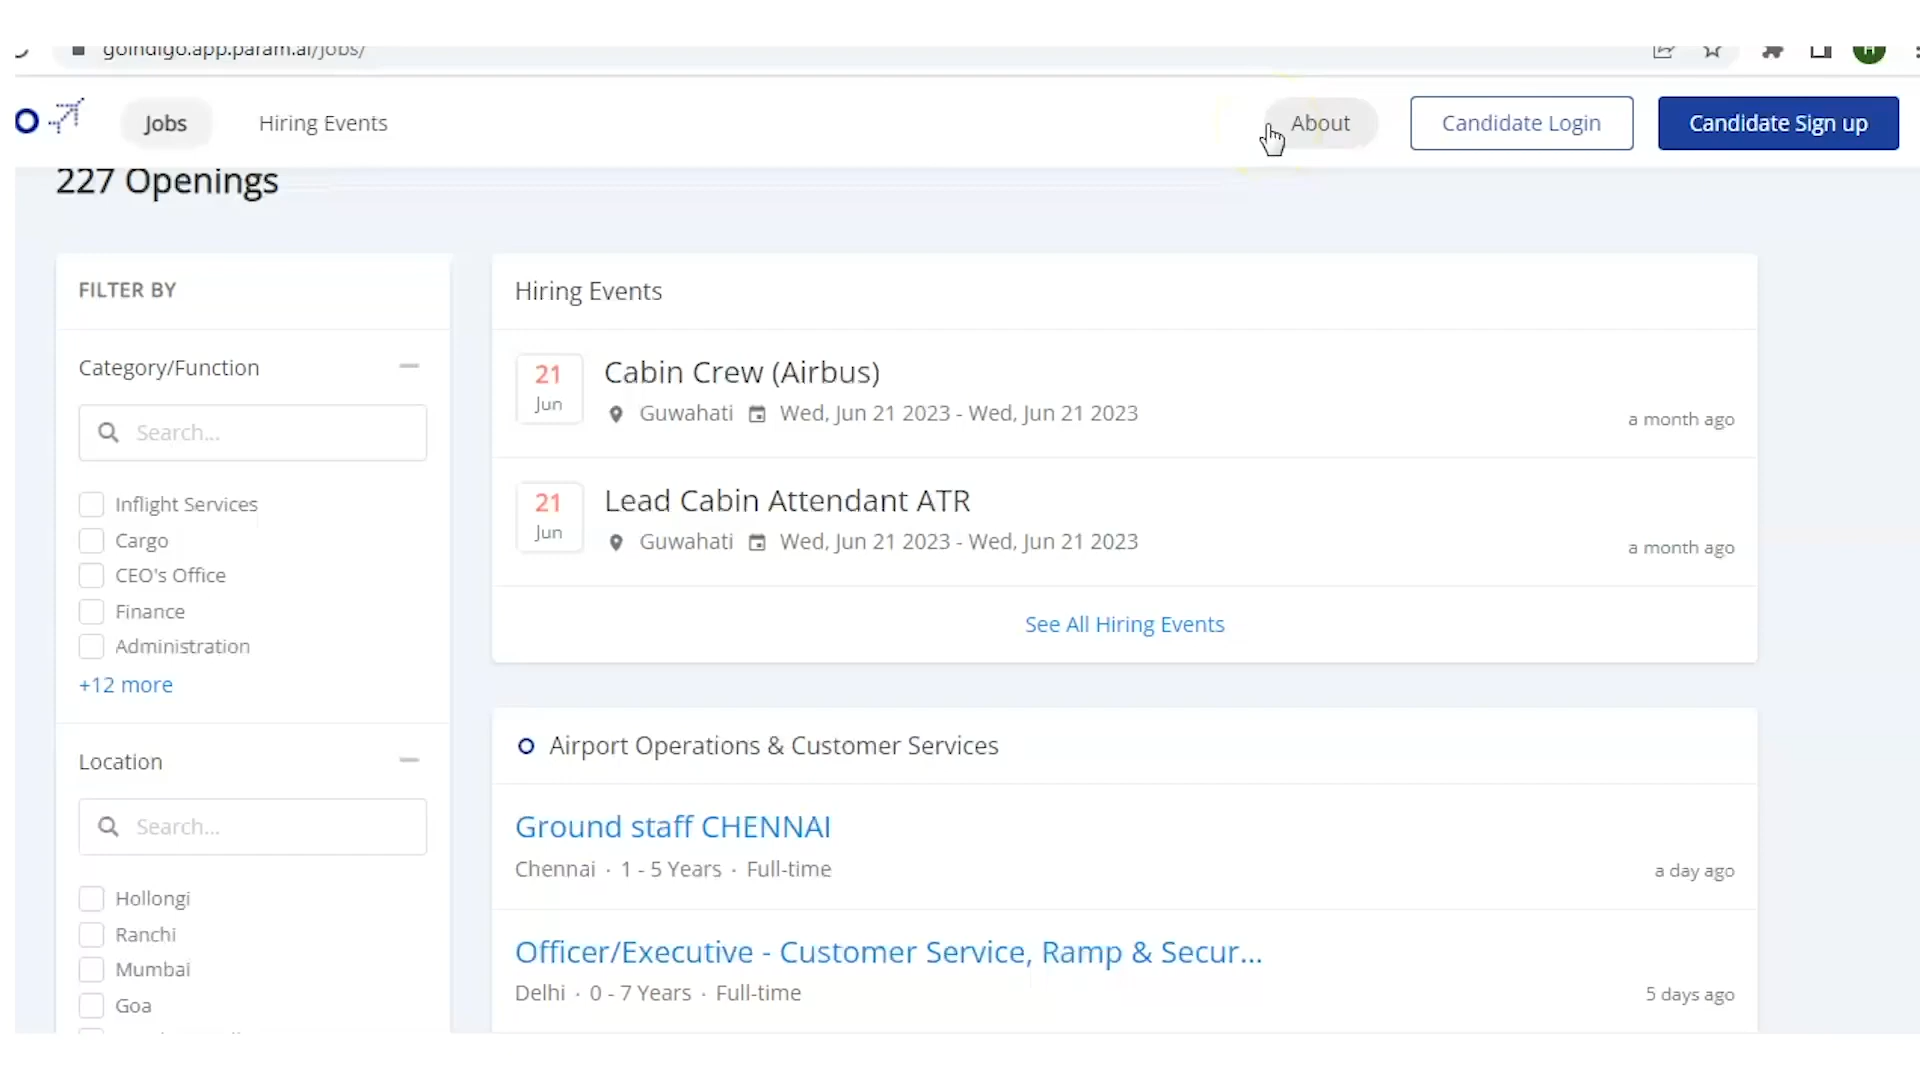 goindigo.app.param.ai/jobs/
H
Jobs
Hiring Events
About
Candidate Login
Candidate Sign up
227 Openings
FILTER BY
Category/Function
Search...
Inflight Services
Cargo
CEO's Office
Finance
Administration
+12 more
Location
Search...
Hollongi
Ranchi
Mumbai
Goa
Hiring Events
21
Jun
Cabin Crew (Airbus)
Guwahati Wed, Jun 21 2023 - Wed, Jun 21 2023
a month ago
21
Jun
Lead Cabin Attendant ATR
Guwahati Wed, Jun 21 2023 - Wed, Jun 21 2023
a month ago
See All Hiring Events
Airport Operations & Customer Services
Ground staff CHENNAI
Chennai · 1 - 5 Years · Full-time
a day ago
Officer/Executive - Customer Service, Ramp & Secur...
Delhi · 0 - 7 Years · Full-time
5 days ago